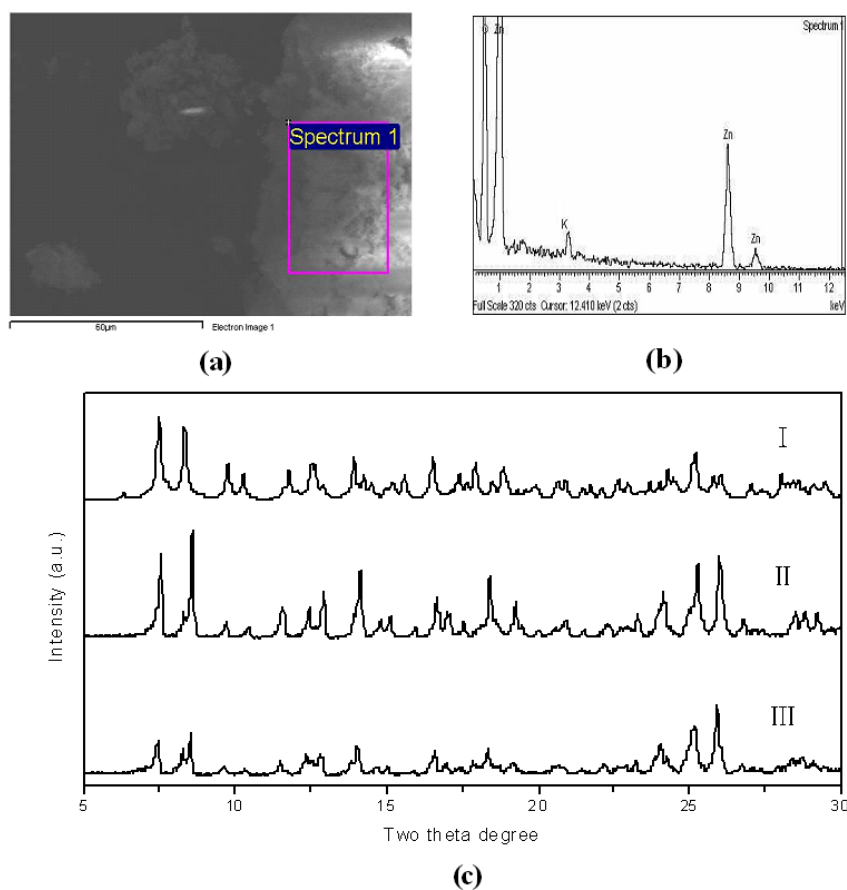 Spectrum 1
60µm
Electron Image 1
(a)
Spectrum 1
O Zn
K
Zn
Zn
1 2 3 4 5 6 7 8 9 10 11 12
Full Scale 320 cts Cursor: 12.410 keV (2 cts)
keV
(b)
I
II
III
Intensity (a.u.)
5 10 15 20 25 30
Two theta degree
(c)